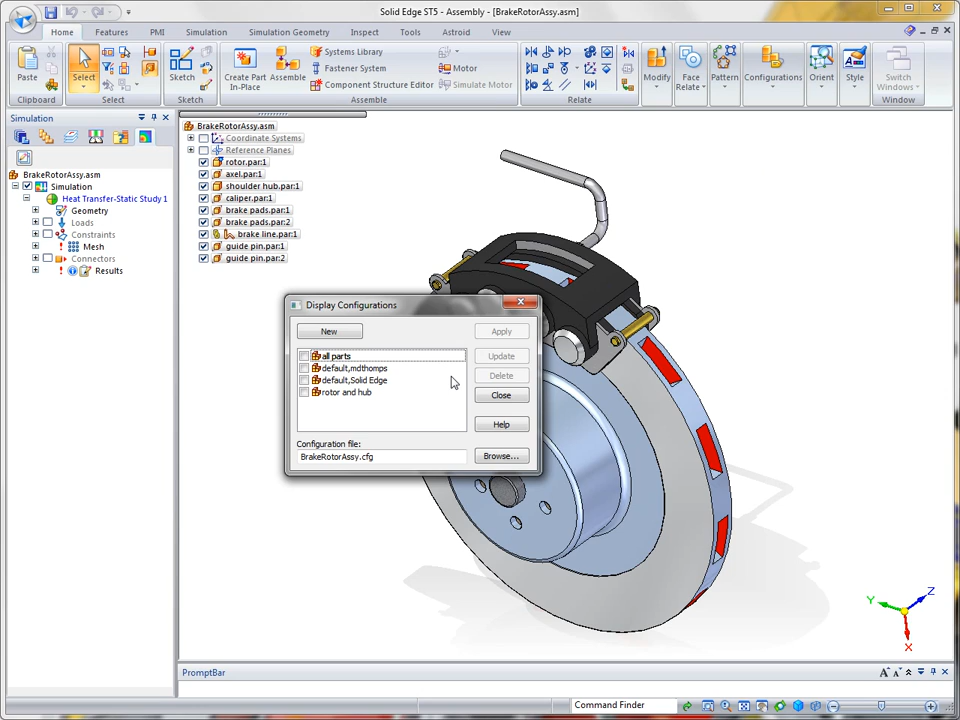 Solid Edge ST5 - Assembly - [BrakeRotorAssy.asm]
Home Features PMI Simulation Simulation Geometry Inspect Tools Astroid View
Paste
Clipboard
Select
Select
Sketch
Sketch
Create Part In-Place
Assemble
Systems Library
Fastener System
Component Structure Editor
Motor
Simulate Motor
Assemble
Relate
Modify
Face Relate
Pattern
Configurations
Orient
Style
Switch Windows
Window
Simulation
BrakeRotorAssy.asm
Simulation
Heat Transfer-Static Study 1
Geometry
Loads
Constraints
Mesh
Connectors
Results
BrakeRotorAssy.asm
Coordinate Systems
Reference Planes
rotor.par:1
axel.par:1
shoulder hub.par:1
caliper.par:1
brake pads.par:1
brake pads.par:2
brake line.par:1
guide pin.par:1
guide pin.par:2
Display Configurations
New
Apply
all parts
default,mdthomps
default,Solid Edge
rotor and hub
Update
Delete
Close
Help
Configuration file:
BrakeRotorAssy.cfg
Browse...
Z
Y
X
PromptBar
Command Finder